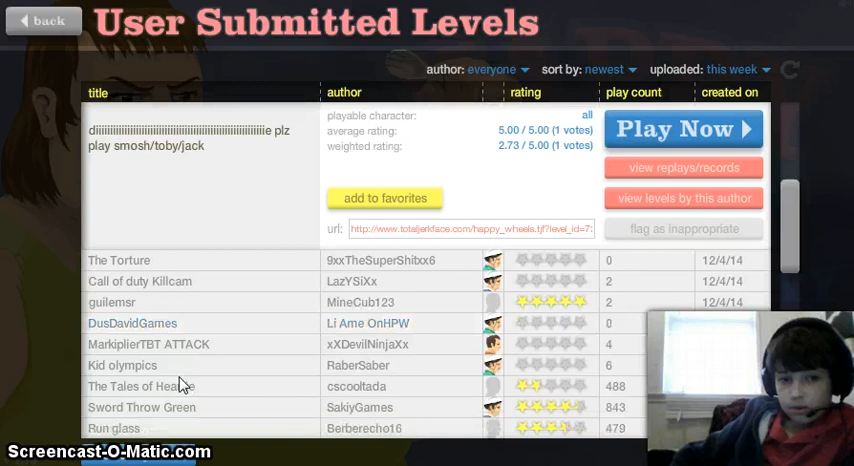 back
User Submitted Levels
author: everyone sort by: newest uploaded: this week
title author rating play count created on
diiiiiiiiiiiiiiiiiiiiiiiiiiiiiiiiiiiiiiiiiiiiiiiiiiiiiiiiiie plz
play smosh/toby/jack
playable character: all
average rating: 5.00 / 5.00 (1 votes)
weighted rating: 2.73 / 5.00 (1 votes)
Play Now
view replays/records
add to favorites
view levels by this author
url: http://www.totaljerkface.com/happy_wheels.tjf?level_id=7
flag as inappropriate
The Torture 9xxTheSuperShitxx6 0 12/4/14
Call of duty Killcam LazYSiXx 2 12/4/14
guilemsr MineCub123 2 12/4/14
DusDavidGames Li Ame OnHPW 0
MarkiplierTBT ATTACK xXDevilNinjaXx 4
Kid olympics RaberSaber 6
The Tales of cscooltada 488
Sword Throw Green SakiyGames 843
Run glass Berberecho16 479
Screencast-O-Matic.com